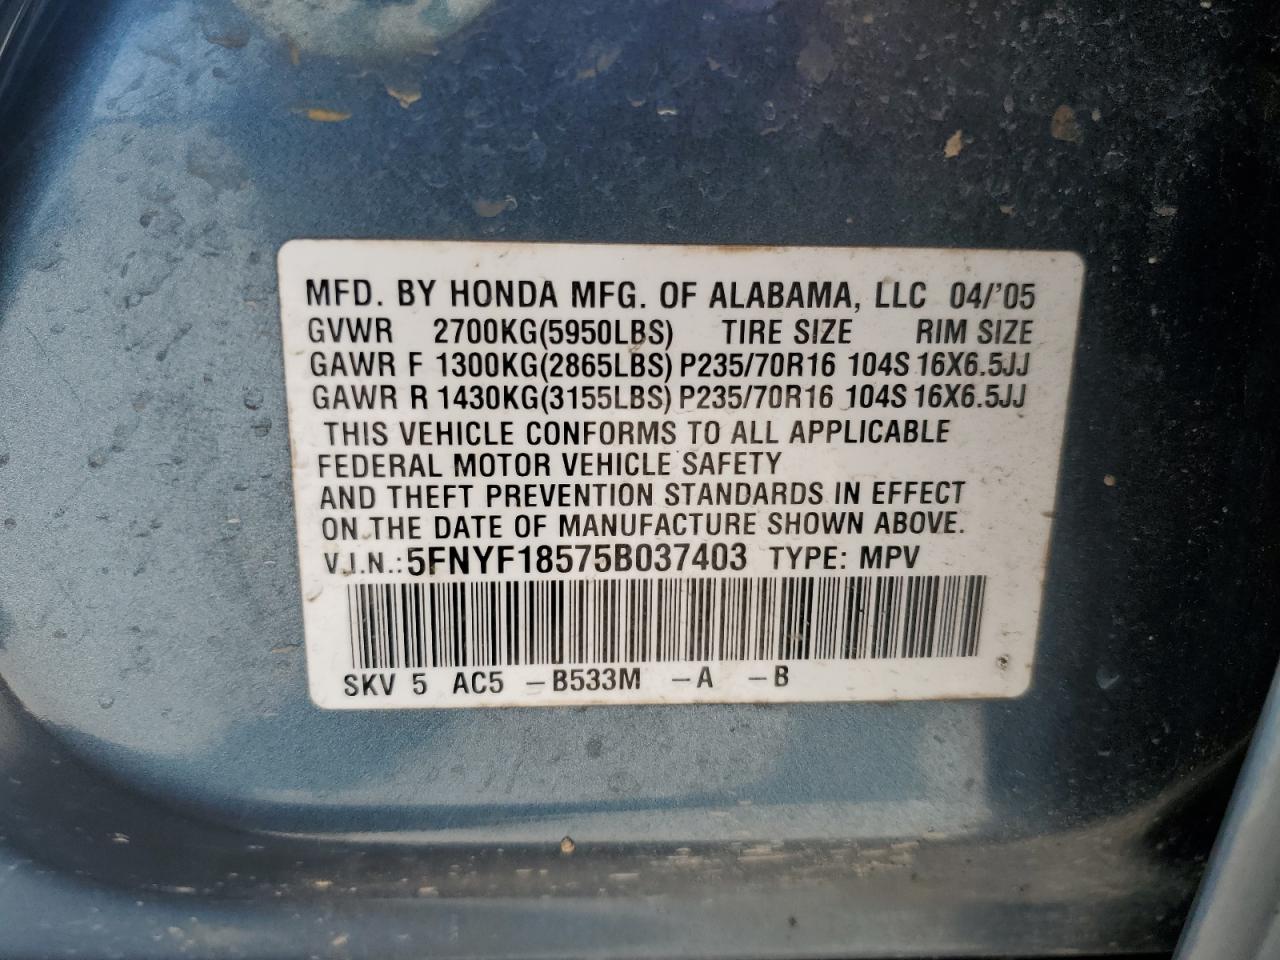 MFD. BY HONDA MFG. OF ALABAMA, LLC 04/'05
GVWR 2700KG(5950LBS) TIRE SIZE RIM SIZE
GAWR F 1300KG(2865LBS) P235/70R16 104S 16X6.5JJ
GAWR R 1430KG(3155LBS) P235/70R16 104S 16X6.5JJ
THIS VEHICLE CONFORMS TO ALL APPLICABLE
FEDERAL MOTOR VEHICLE SAFETY
AND THEFT PREVENTION STANDARDS IN EFFECT
ON THE DATE OF MANUFACTURE SHOWN ABOVE.
V.I.N.: 5FNYF18575B037403 TYPE: MPV
SKV 5 AC5 -B533M -A -B